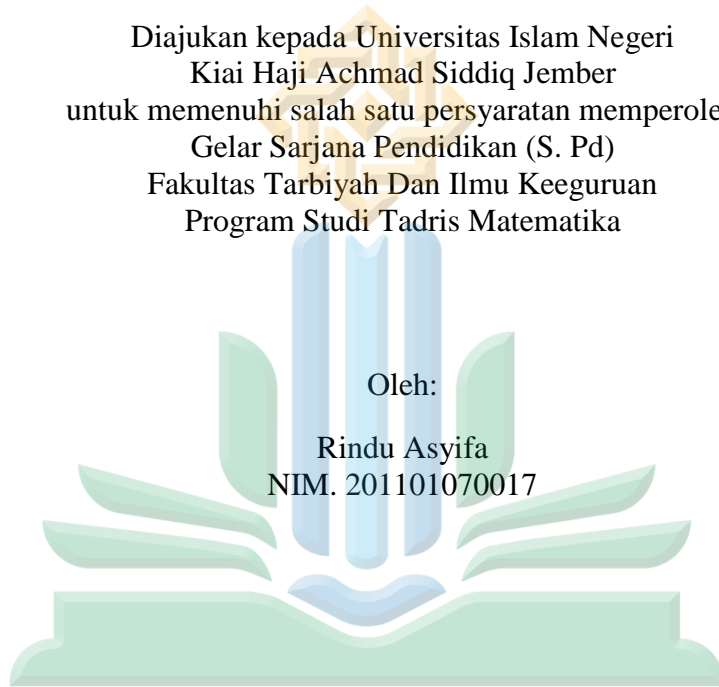 Diajukan kepada Universitas Islam Negeri
Kiai Haji Achmad Siddiq Jember
untuk memenuhi salah satu persyaratan memperole
Gelar Sarjana Pendidikan (S. Pd)
Fakultas Tarbiyah Dan Ilmu Keeguruan
Program Studi Tadris Matematika
Oleh:
Rindu Asyifa
NIM. 201101070017